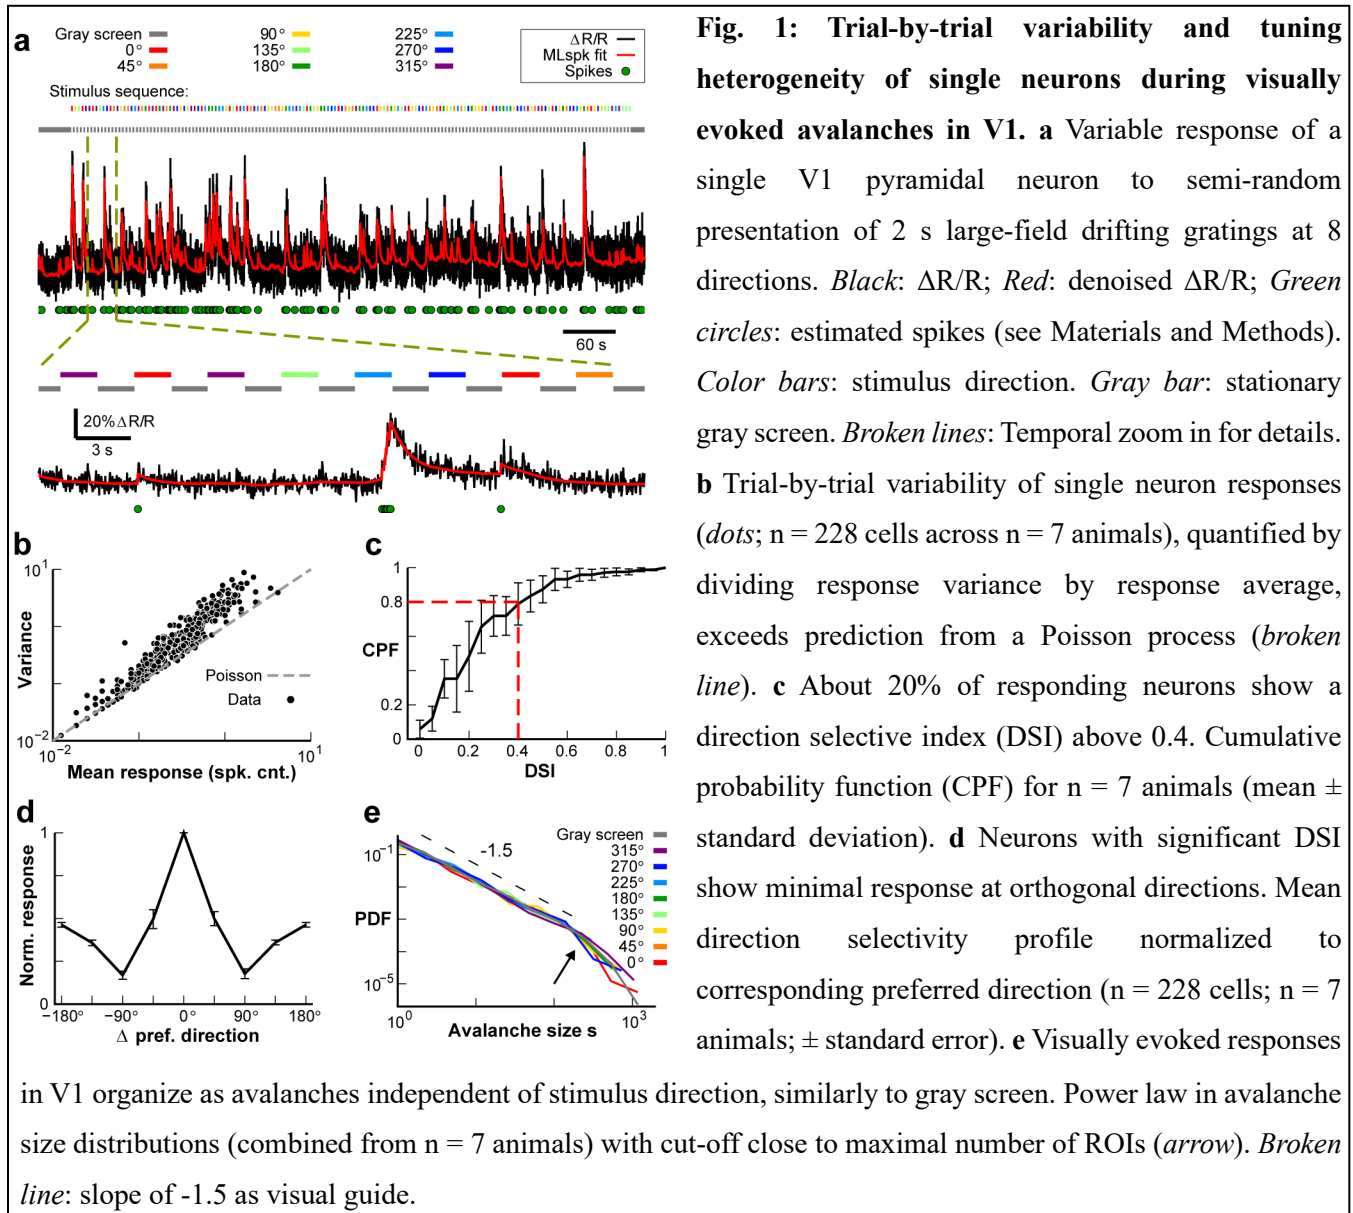 a
Gray screen
0°
45°
90°
135°
180°
225°
270°
315°
ΔR/R
MLspk fit
Spikes
Stimulus sequence:
60 s
20% ΔR/R
3 s
b
10¹
Variance
Poisson
Data
10⁻²
10⁻²
10¹
Mean response (spk. cnt.)
c
1
0.8
CPF
0.2
0
0
0.2
0.4
0.6
0.8
1
DSI
d
1
Norm. response
0
−180°
−90°
0°
90°
180°
Δ pref. direction
e
10⁻¹
-1.5
PDF
10⁻⁵
10⁰
10³
Avalanche size s
Gray screen
315°
270°
225°
180°
135°
90°
45°
0°
Fig. 1: Trial-by-trial variability and tuning
heterogeneity of single neurons during visually
evoked avalanches in V1. a Variable response of a
single V1 pyramidal neuron to semi-random
presentation of 2 s large-field drifting gratings at 8
directions. Black: ΔR/R; Red: denoised ΔR/R; Green
circles: estimated spikes (see Materials and Methods).
Color bars: stimulus direction. Gray bar: stationary
gray screen. Broken lines: Temporal zoom in for details.
b Trial-by-trial variability of single neuron responses
(dots; n = 228 cells across n = 7 animals), quantified by
dividing response variance by response average,
exceeds prediction from a Poisson process (broken
line). c About 20% of responding neurons show a
direction selective index (DSI) above 0.4. Cumulative
probability function (CPF) for n = 7 animals (mean ±
standard deviation). d Neurons with significant DSI
show minimal response at orthogonal directions. Mean
direction selectivity profile normalized to
corresponding preferred direction (n = 228 cells; n = 7
animals; ± standard error). e Visually evoked responses
in V1 organize as avalanches independent of stimulus direction, similarly to gray screen. Power law in avalanche
size distributions (combined from n = 7 animals) with cut-off close to maximal number of ROIs (arrow). Broken
line: slope of -1.5 as visual guide.